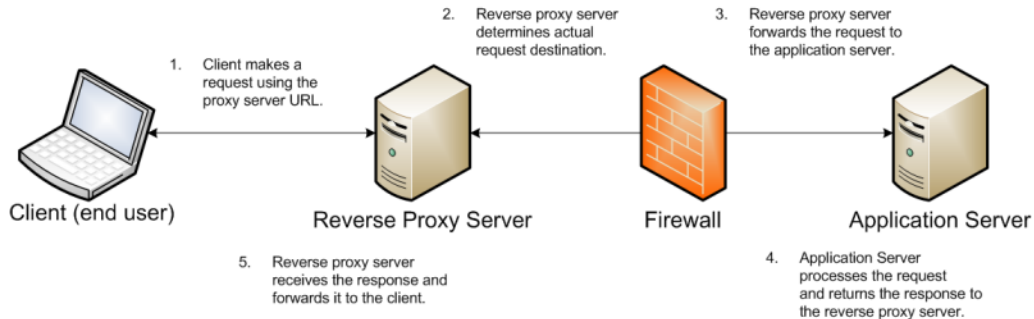 2. Reverse proxy server
determines actual
request destination.
3. Reverse proxy server
forwards the request to
the application server.
1. Client makes a
request using the
proxy server URL.
Client (end user)
Reverse Proxy Server
Firewall
Application Server
5. Reverse proxy server
receives the response and
forwards it to the client.
4. Application Server
processes the request
and returns the response to
the reverse proxy server.